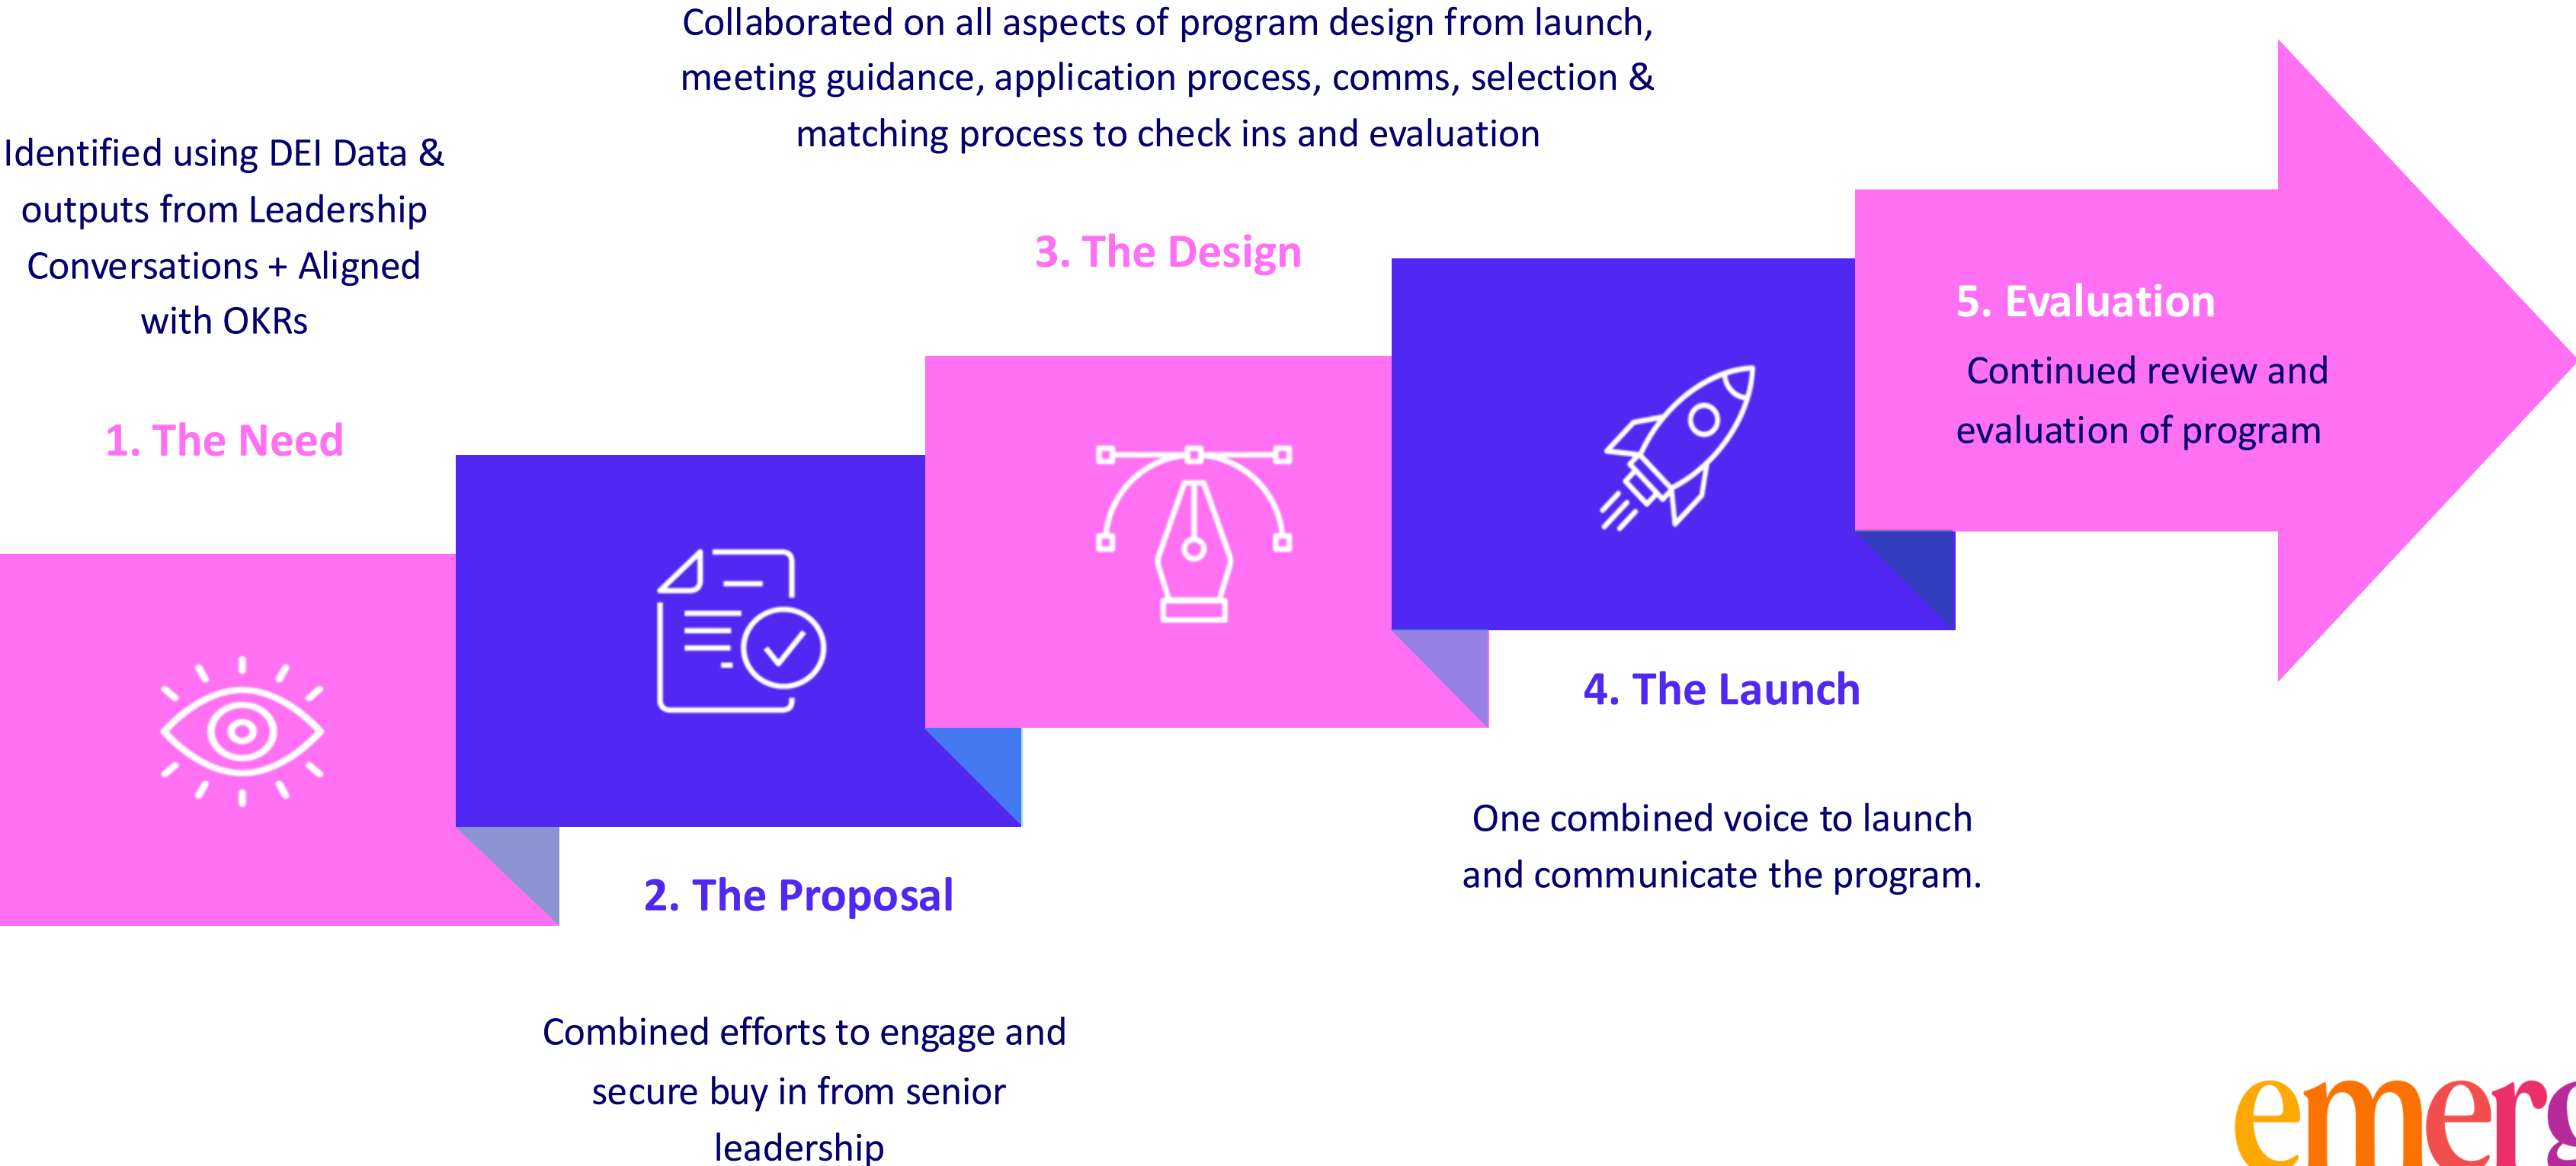 Identified using DEI Data &
outputs from Leadership
Conversations + Aligned
with OKRs
1. The Need
2. The Proposal
Combined efforts to engage and
secure buy in from senior
leadership
Collaborated on all aspects of program design from launch,
meeting guidance, application process, comms, selection &
matching process to check ins and evaluation
3. The Design
4. The Launch
One combined voice to launch
and communicate the program.
5. Evaluation
Continued review and
evaluation of program